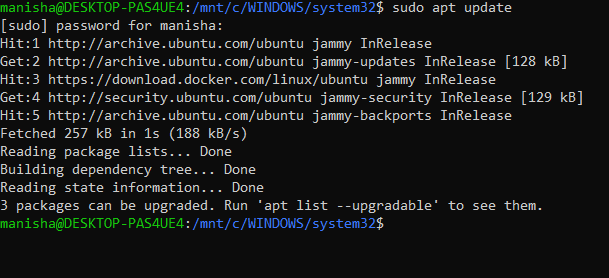 manisha@DESKTOP-PAS4UE4:/mnt/c/WINDOWS/system32$ sudo apt update
[sudo] password for manisha:
Hit:1 http://archive.ubuntu.com/ubuntu jammy InRelease
Get:2 http://archive.ubuntu.com/ubuntu jammy-updates InRelease [128 kB]
Hit:3 https://download.docker.com/linux/ubuntu jammy InRelease
Get:4 http://security.ubuntu.com/ubuntu jammy-security InRelease [129 kB]
Hit:5 http://archive.ubuntu.com/ubuntu jammy-backports InRelease
Fetched 257 kB in 1s (188 kB/s)
Reading package lists... Done
Building dependency tree... Done
Reading state information... Done
3 packages can be upgraded. Run 'apt list --upgradable' to see them.
manisha@DESKTOP-PAS4UE4:/mnt/c/WINDOWS/system32$